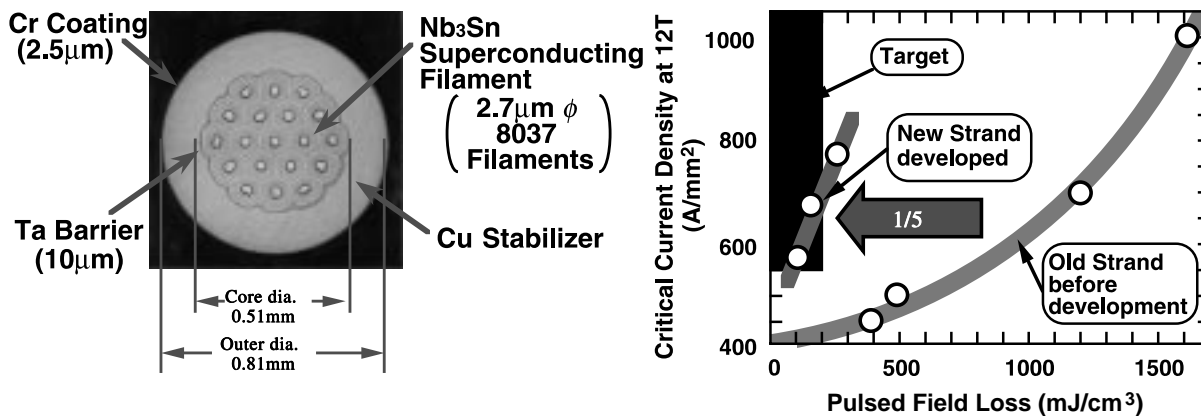 Cr Coating
(2.5μm)
Nb₃Sn
Superconducting
Filament
( 2.7μm φ
8037
Filaments )
Ta Barrier
(10μm)
Cu Stabilizer
Core dia.
0.51mm
Outer dia.
0.81mm
Critical Current Density at 12T
(A/mm²)
1000
800
600
400
Target
New Strand
developed
1/5
Old Strand
before
development
0
500
1000
1500
Pulsed Field Loss (mJ/cm³)